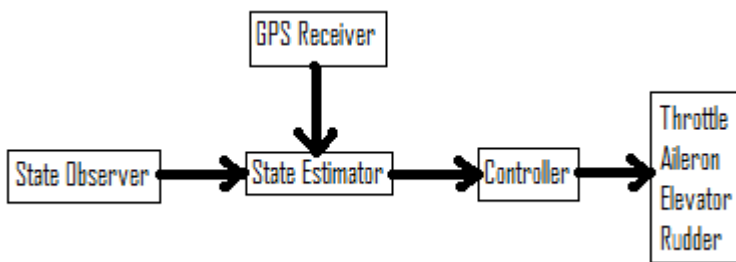 GPS Receiver
State Observer
State Estimator
Controller
Throttle
Aileron
Elevator
Rudder